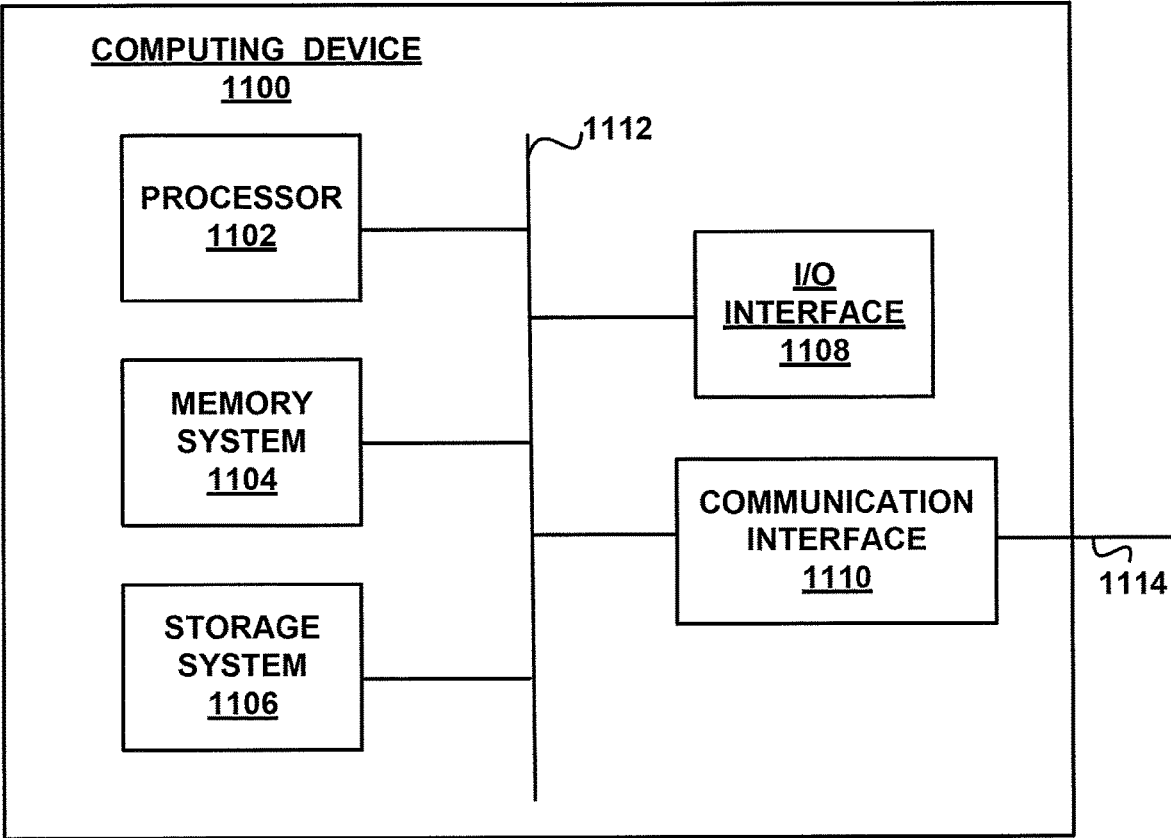 COMPUTING DEVICE
1100
1112
PROCESSOR
1102
I/O
INTERFACE
1108
MEMORY
SYSTEM
1104
COMMUNICATION
INTERFACE
1110
1114
STORAGE
SYSTEM
1106